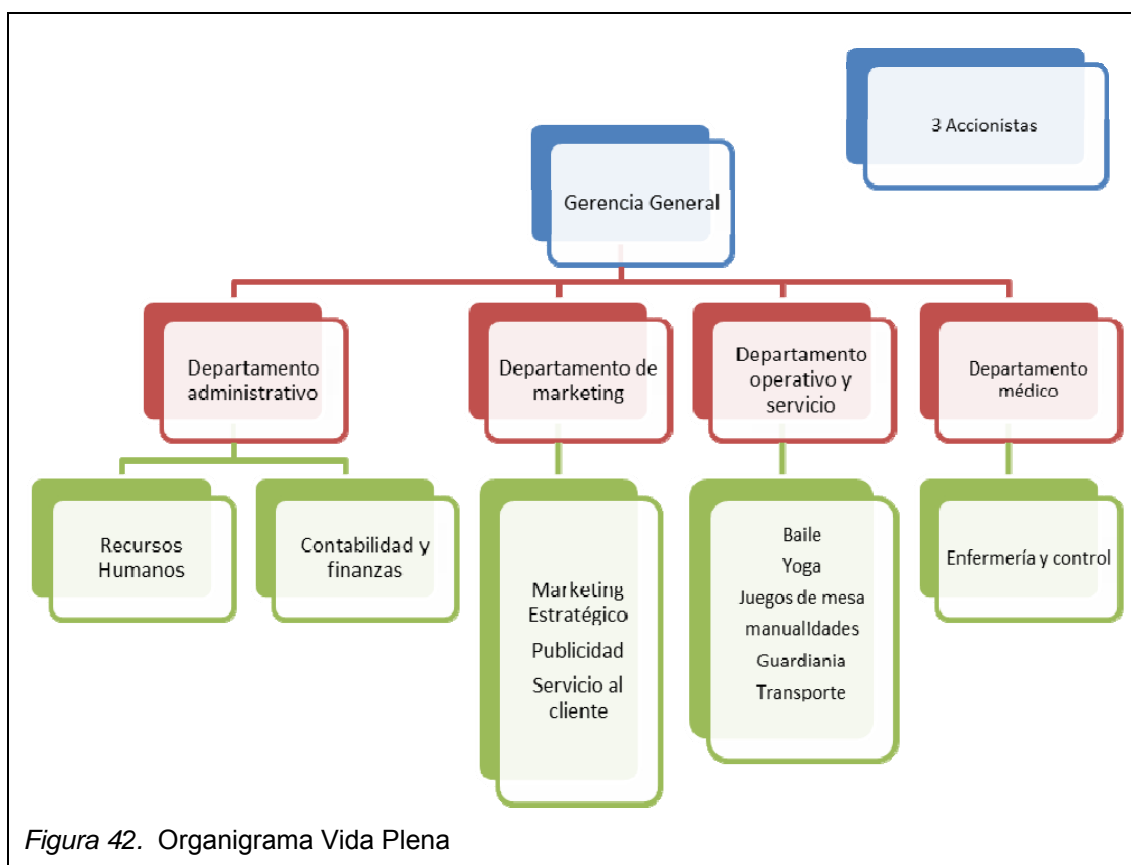 3 Accionistas
Gerencia General
Departamento
administrativo
Departamento de
marketing
Departamento
operativo y
servicio
Departamento
médico
Recursos
Humanos
Contabilidad y
finanzas
Marketing
Estratégico
Publicidad
Servicio al
cliente
Baile
Yoga
Juegos de mesa
manualidades
Guardiania
Transporte
Enfermería y control
Figura 42. Organigrama Vida Plena